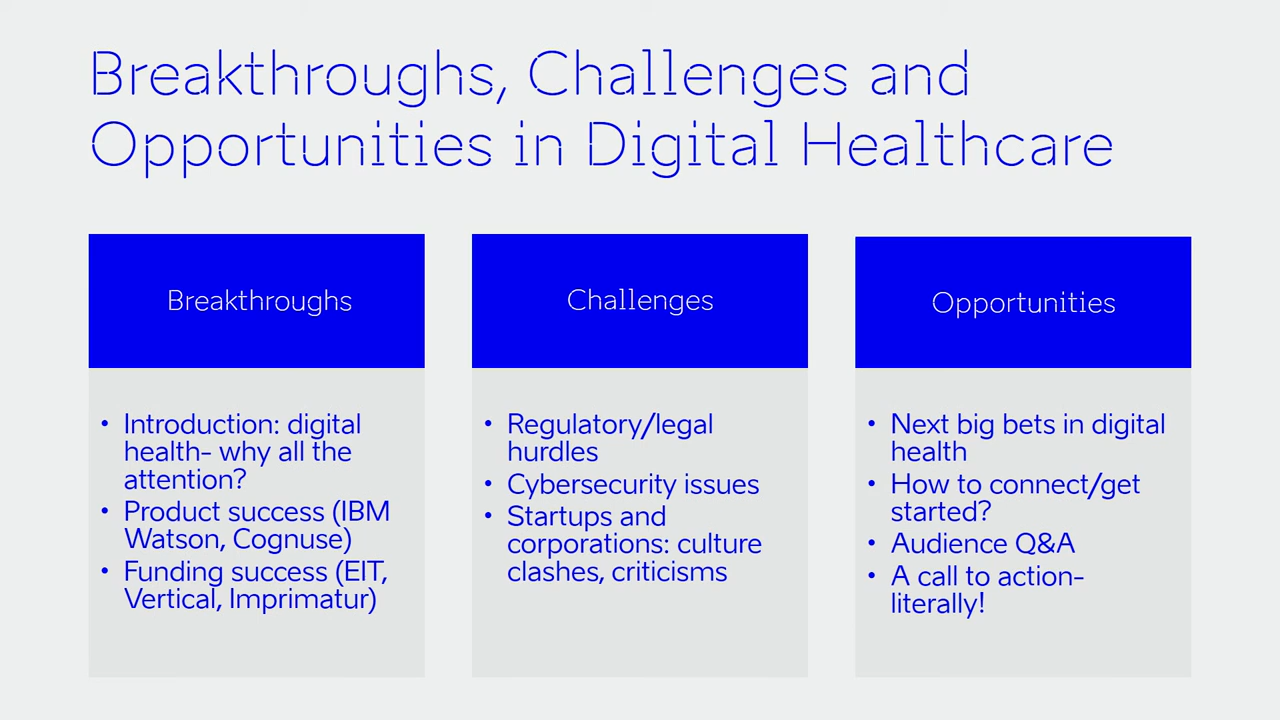 Breakthroughs, Challenges and
Opportunities in Digital Healthcare
Breakthroughs
• Introduction: digital
health- why all the
attention?
• Product success (IBM
Watson, Cognuse)
• Funding success (EIT,
Vertical, Imprimatur)
Challenges
• Regulatory/legal
hurdles
• Cybersecurity issues
• Startups and
corporations: culture
clashes, criticisms
Opportunities
• Next big bets in digital
health
• How to connect/get
started?
• Audience Q&A
• A call to action-
literally!